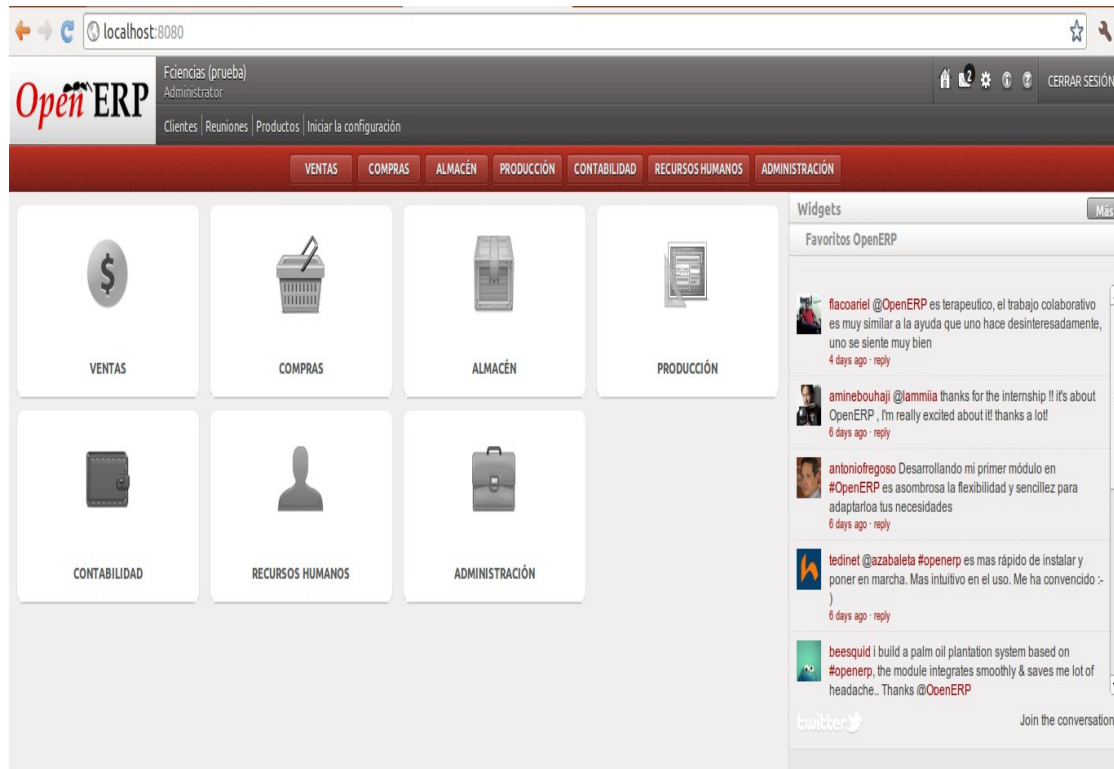 localhost:8080
Open ERP
Fciencias (prueba)
Administrator
2
CERRAR SESIÓN
Clientes | Reuniones | Productos | Iniciar la configuración
VENTAS COMPRAS ALMACÉN PRODUCCIÓN CONTABILIDAD RECURSOS HUMANOS ADMINISTRACIÓN
VENTAS
COMPRAS
ALMACÉN
PRODUCCIÓN
CONTABILIDAD
RECURSOS HUMANOS
ADMINISTRACIÓN
Widgets
Más
Favoritos OpenERP
flacoariel @OpenERP es terapeutico, el trabajo colaborativo
es muy similar a la ayuda que uno hace desinteresadamente,
uno se siente muy bien
4 days ago · reply
aminebouhaji @lammiia thanks for the internship !! it's about
OpenERP , I'm really excited about it! thanks a lot!
6 days ago · reply
antoniofregoso Desarrollando mi primer módulo en
#OpenERP es asombrosa la flexibilidad y sencillez para
adaptarloa tus necesidades
6 days ago · reply
tedinet @azabaleta #openerp es mas rápido de instalar y
poner en marcha. Mas intuitivo en el uso. Me ha convencido :-
)
6 days ago · reply
beesquid i build a palm oil plantation system based on
#openerp, the module integrates smoothly & saves me lot of
headache.. Thanks @OpenERP
twitter
Join the conversation